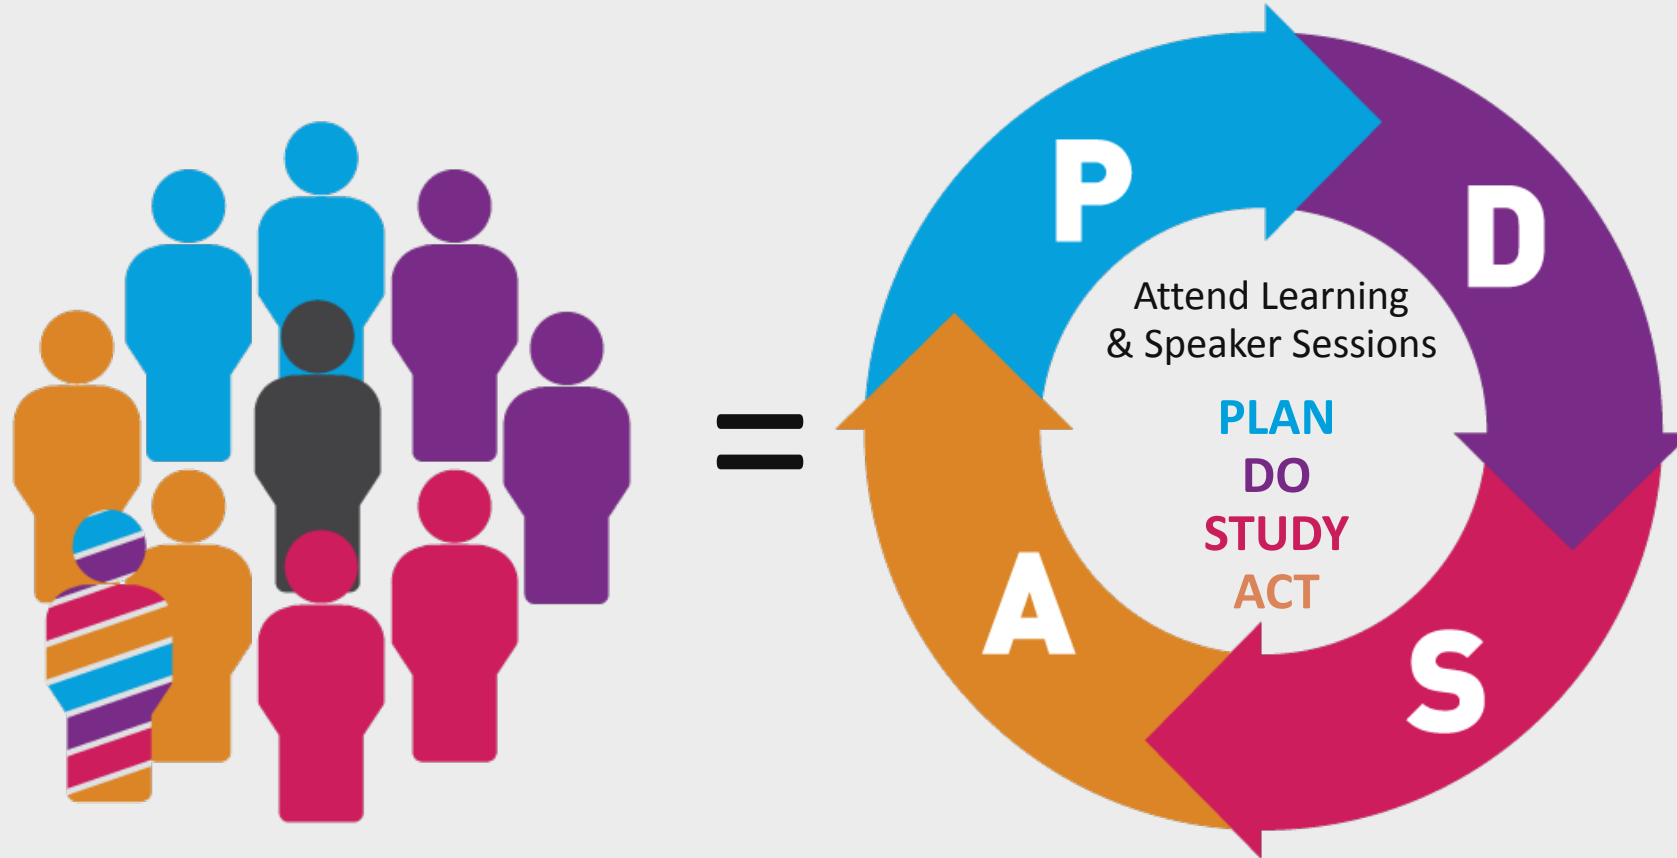 P
D
Attend Learning
& Speaker Sessions
PLAN
DO
STUDY
ACT
A
S
=